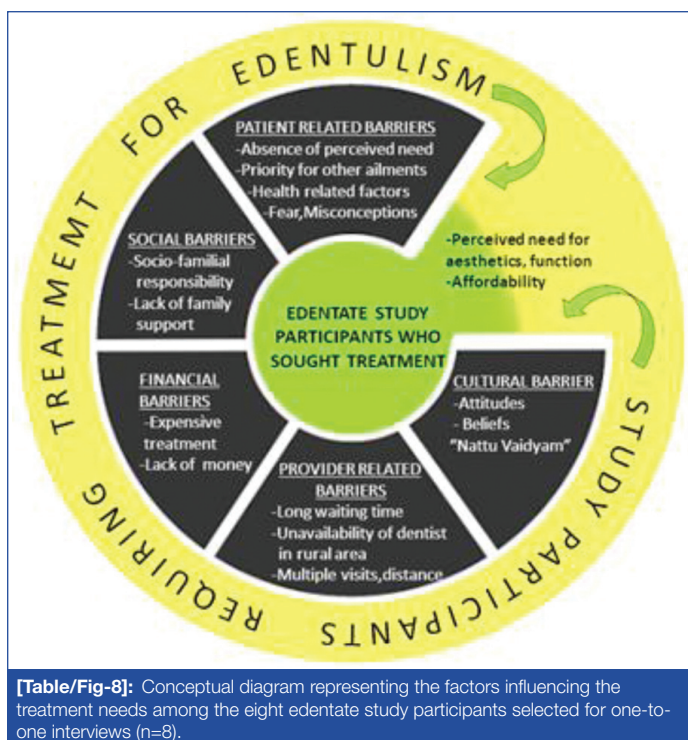 STUDY PARTICIPANTS REQUIRING TREATMEMT FOR EDENTULISM
PATIENT RELATED BARRIERS
-Absence of perceived need
-Priority for other ailments
-Health related factors
-Fear,Misconceptions
SOCIAL BARRIERS
-Socio-familial
responsibility
-Lack of family
support
-Perceived need for
aesthetics, function
-Affordability
EDENTATE STUDY
PARTICIPANTS WHO
SOUGHT TREATMENT
FINANCIAL
BARRIERS
-Expensive
treatment
-Lack of money
PROVIDER RELATED
BARRIERS
-Long waiting time
-Unavailability of dentist
in rural area
-Multiple visits,distance
CULTURAL BARRIER
-Attitudes
- Beliefs
"Nattu Vaidyam"
[Table/Fig-8]: Conceptual diagram representing the factors influencing the
treatment needs among the eight edentate study participants selected for one-to-
one interviews (n=8).